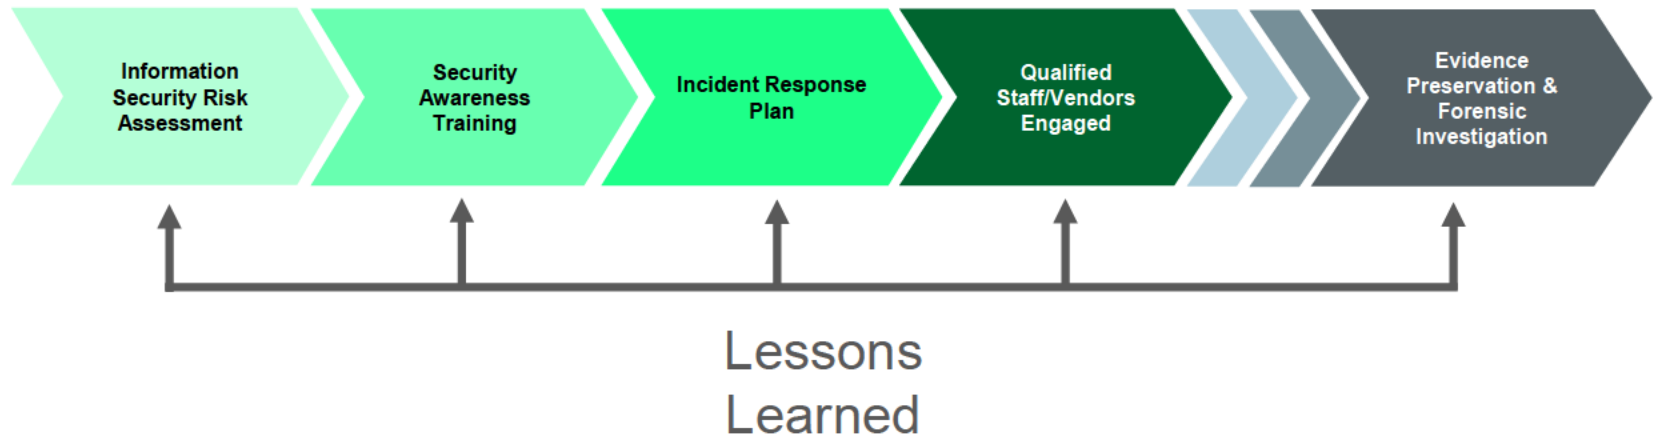 Information
Security Risk
Assessment
Security
Awareness
Training
Incident Response
Plan
Qualified
Staff/Vendors
Engaged
Evidence
Preservation &
Forensic
Investigation
Lessons
Learned